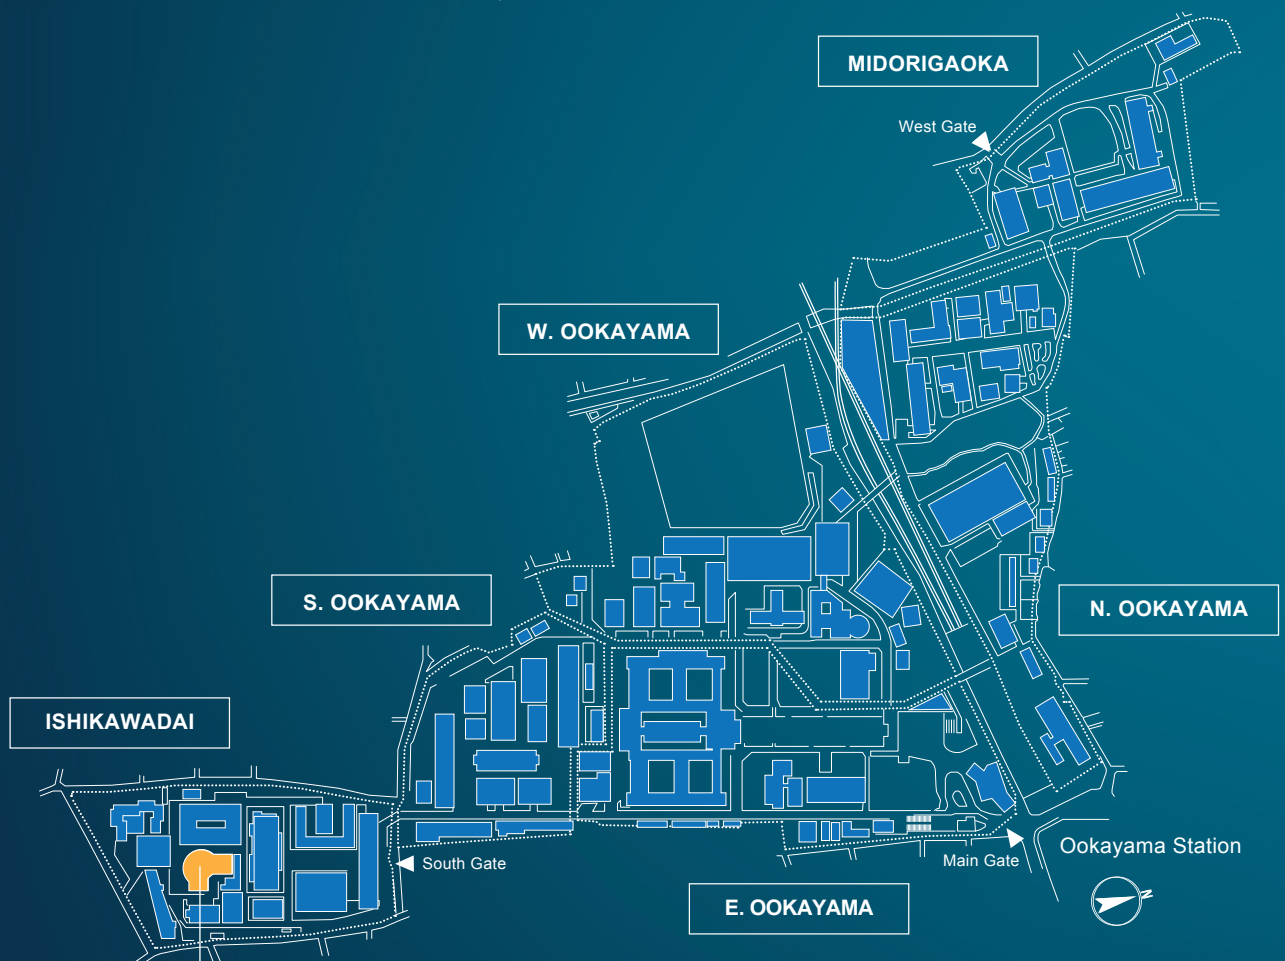 MIDORIGAOKA
West Gate
W. OOKAYAMA
S. OOKAYAMA
N. OOKAYAMA
ISHIKAWADAI
South Gate
Main Gate
Ookayama Station
E. OOKAYAMA
N